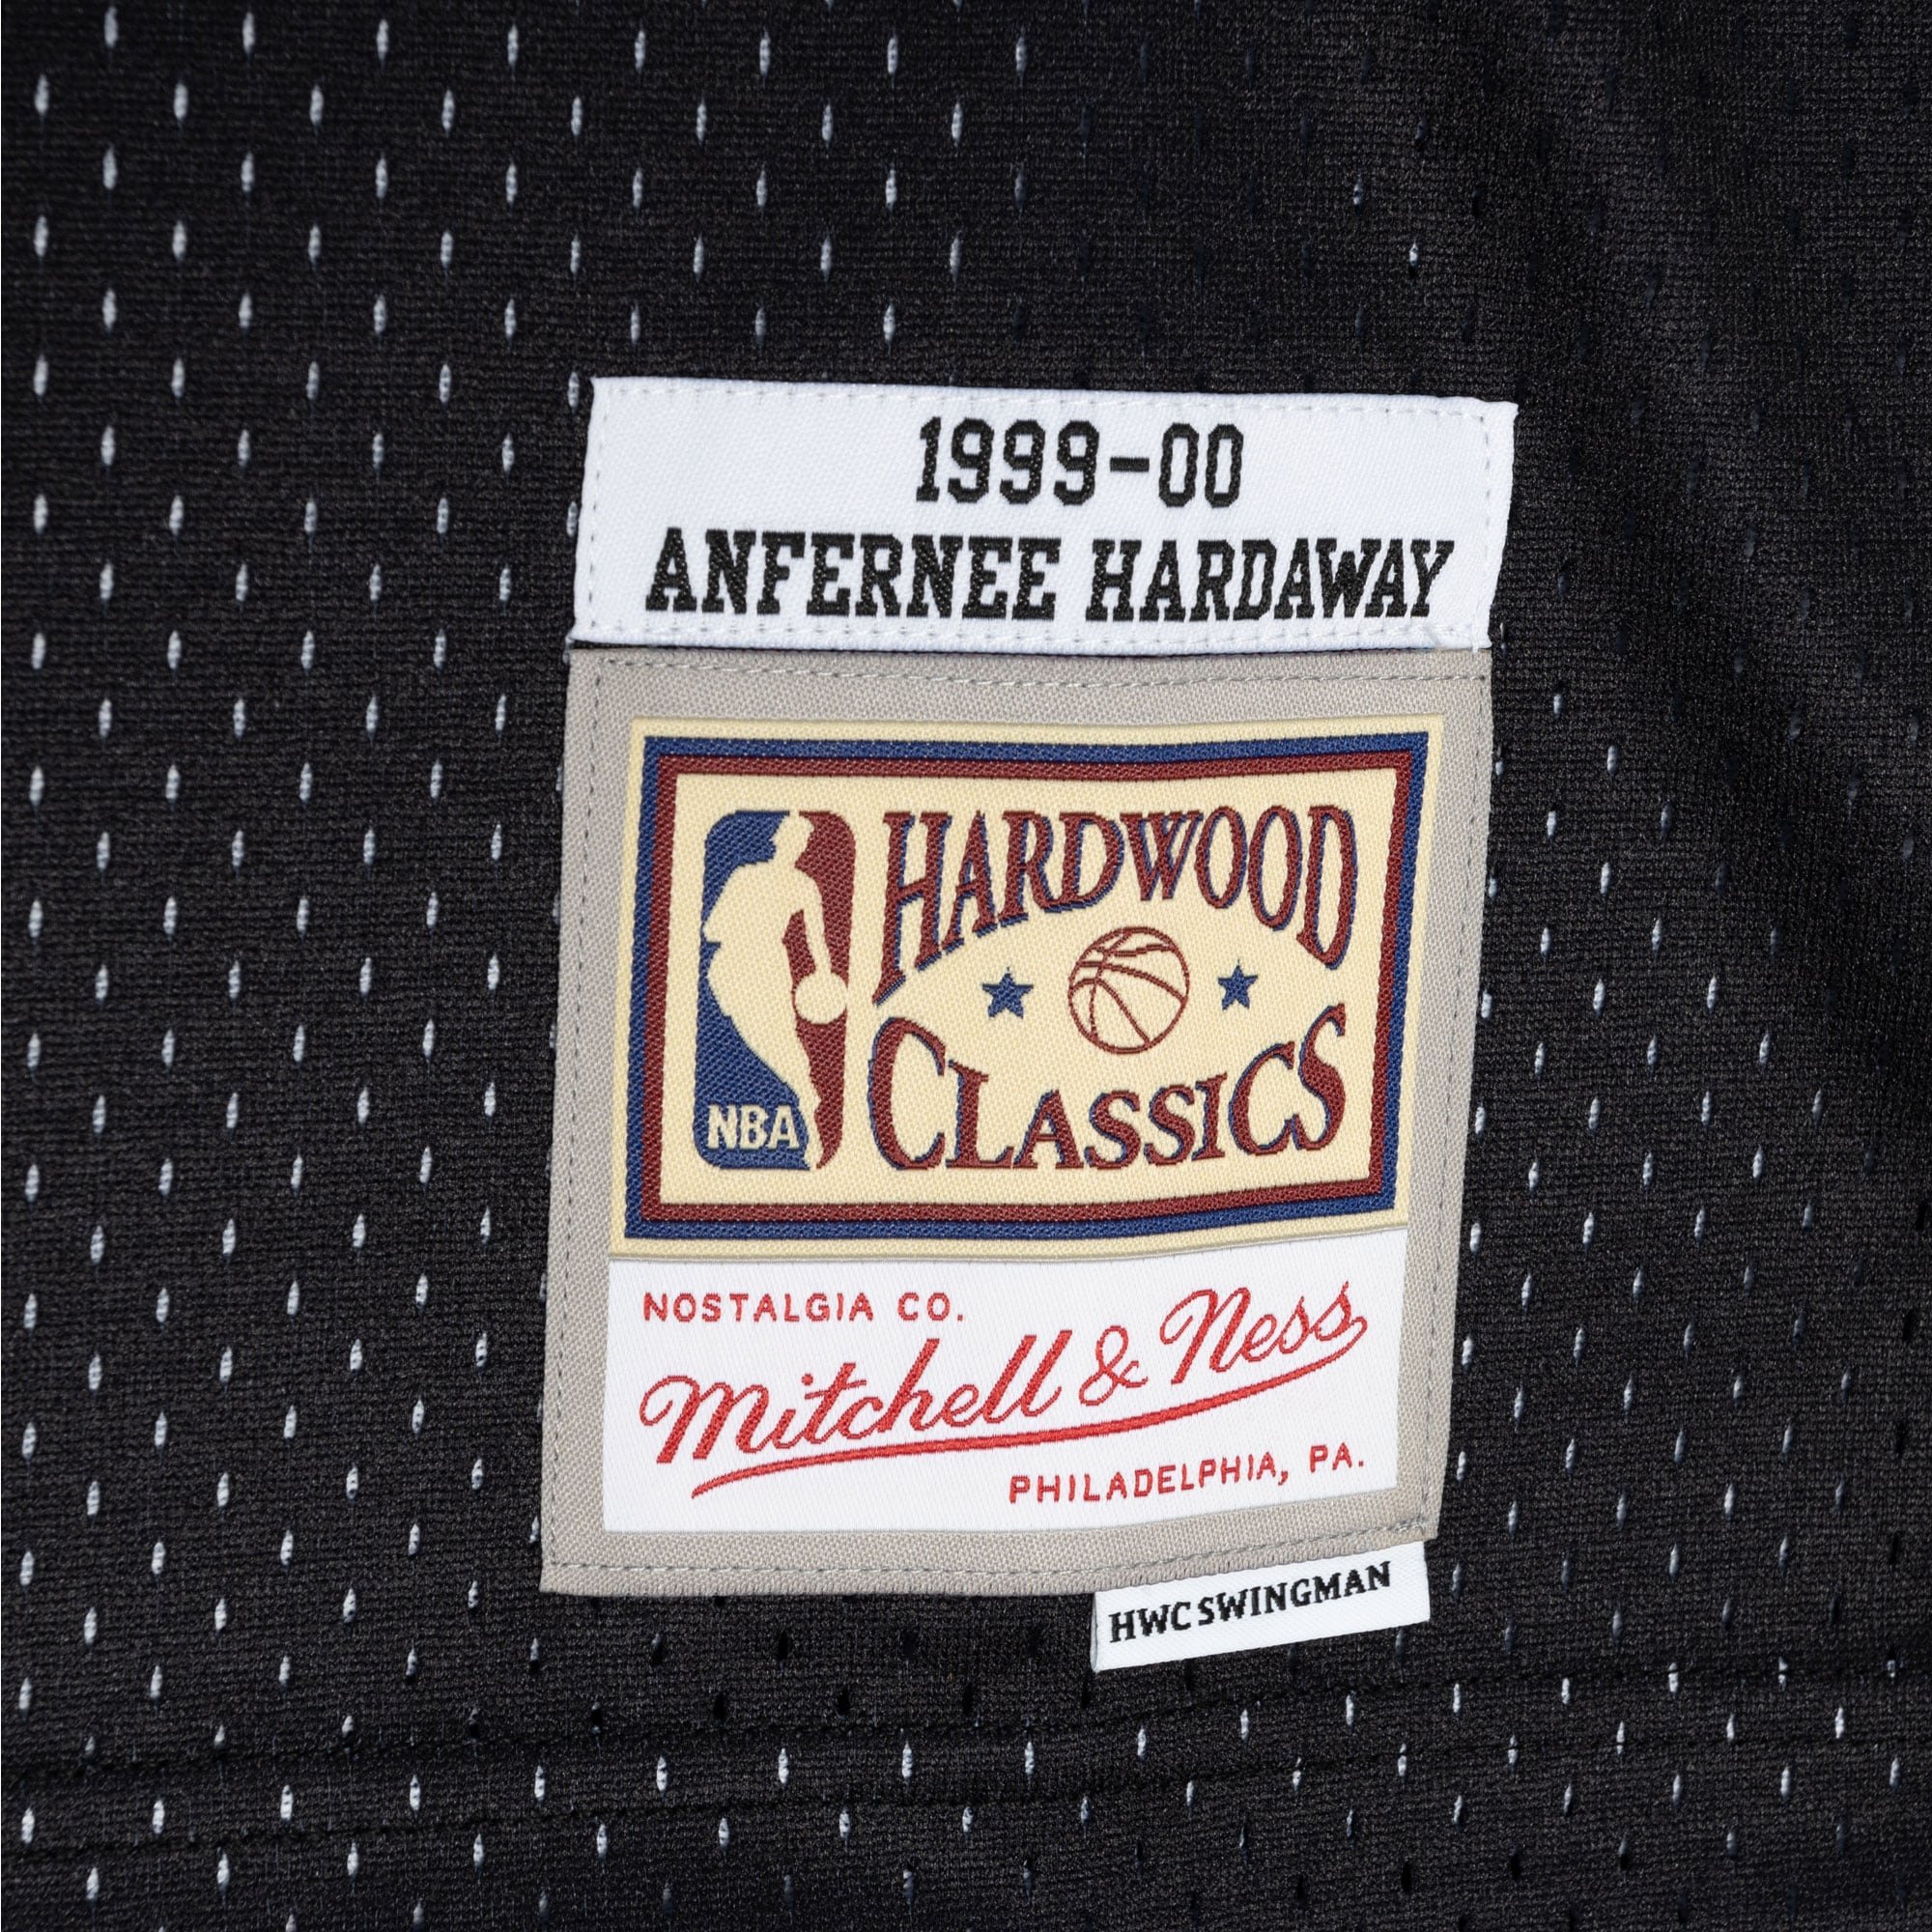 1999-00
ANFERNEE HARDAWAY
HARDWOOD
CLASSICS
NBA
NOSTALGIA CO.
Mitchell & Ness
PHILADELPHIA, PA.
HWC SWINGMAN